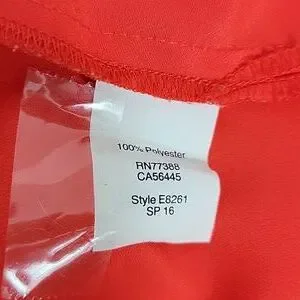 100% Polyester
RN77388
CA56445
Style E8261
SP 16